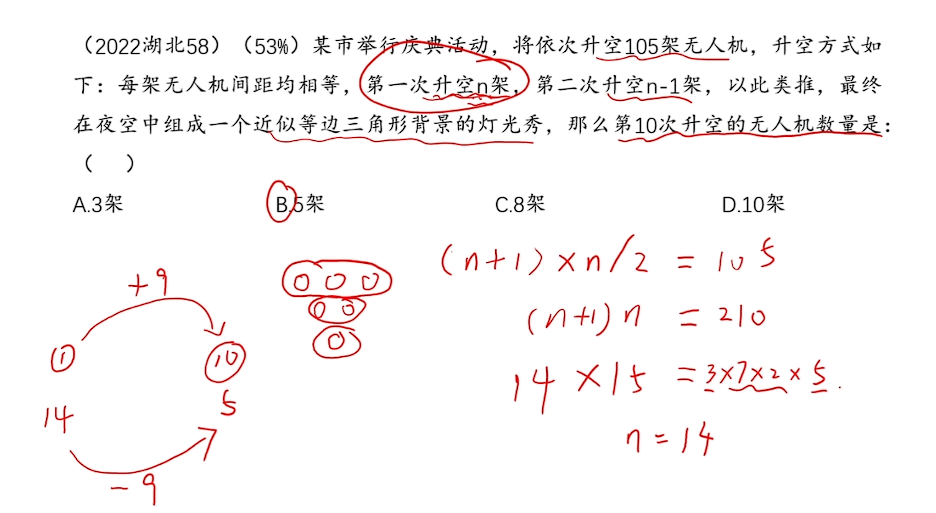 （2022湖北58）（53%）某市举行庆典活动，将依次升空105架无人机，升空方式如
下：每架无人机间距均相等，第一次升空n架，第二次升空n-1架，以此类推，最终
在夜空中组成一个近似等边三角形背景的灯光秀，那么第10次升空的无人机数量是：
（ ）
A.3架 B.5架 C.8架 D.10架
(n+1)×n/2=105
(n+1)n=210
14×15=3×7×2×5.
n=14
+9
① ⑩
14 5
-9